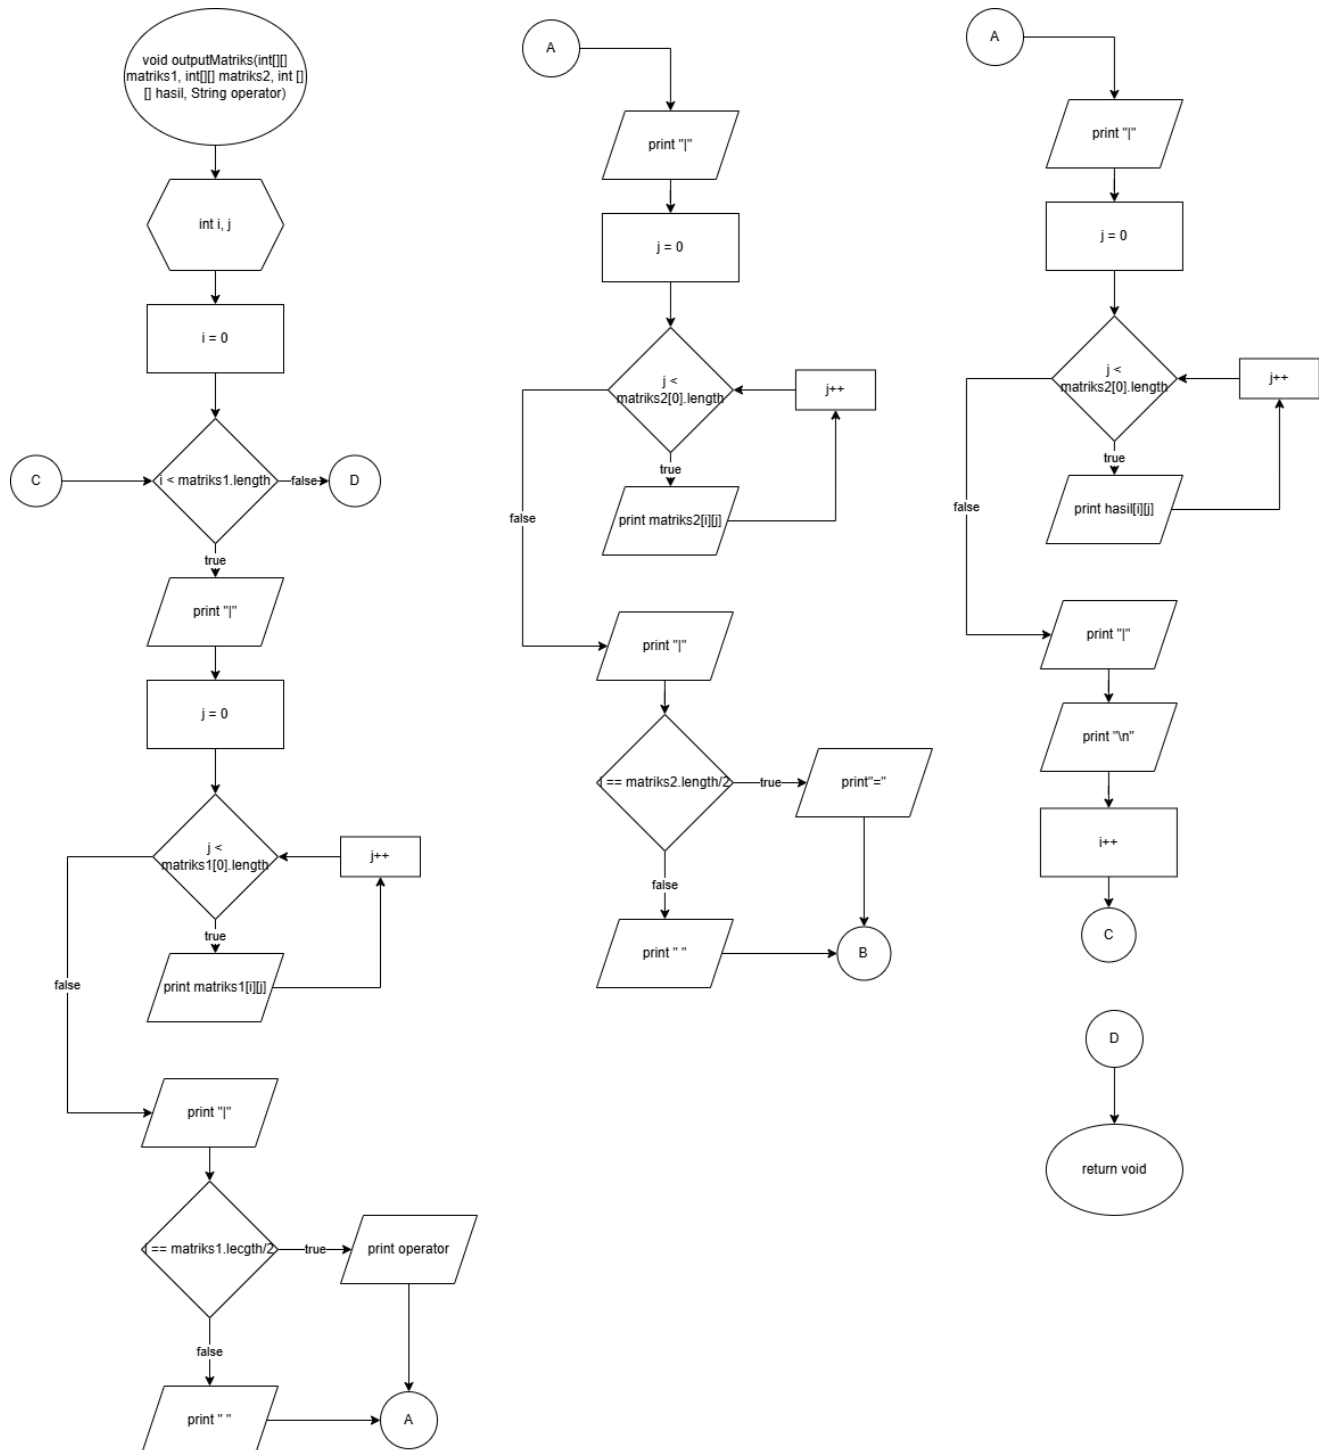 void outputMatriks(int[][]
matriks1, int[][] matriks2, int []
[] hasil, String operator)
int i, j
i = 0
C
i < matriks1.length
false
D
true
print "|"
j = 0
j <
matriks1[0].length
j++
true
print matriks1[i][j]
false
print "|"
i == matriks1.lecgth/2
true
print operator
false
print " "
A
A
print "|"
j = 0
j <
matriks2[0].length
j++
true
print matriks2[i][j]
false
print "|"
i == matriks2.length/2
true
print"="
false
print " "
B
A
print "|"
j = 0
j <
matriks2[0].length
j++
true
print hasil[i][j]
false
print "|"
print "\n"
i++
C
D
return void